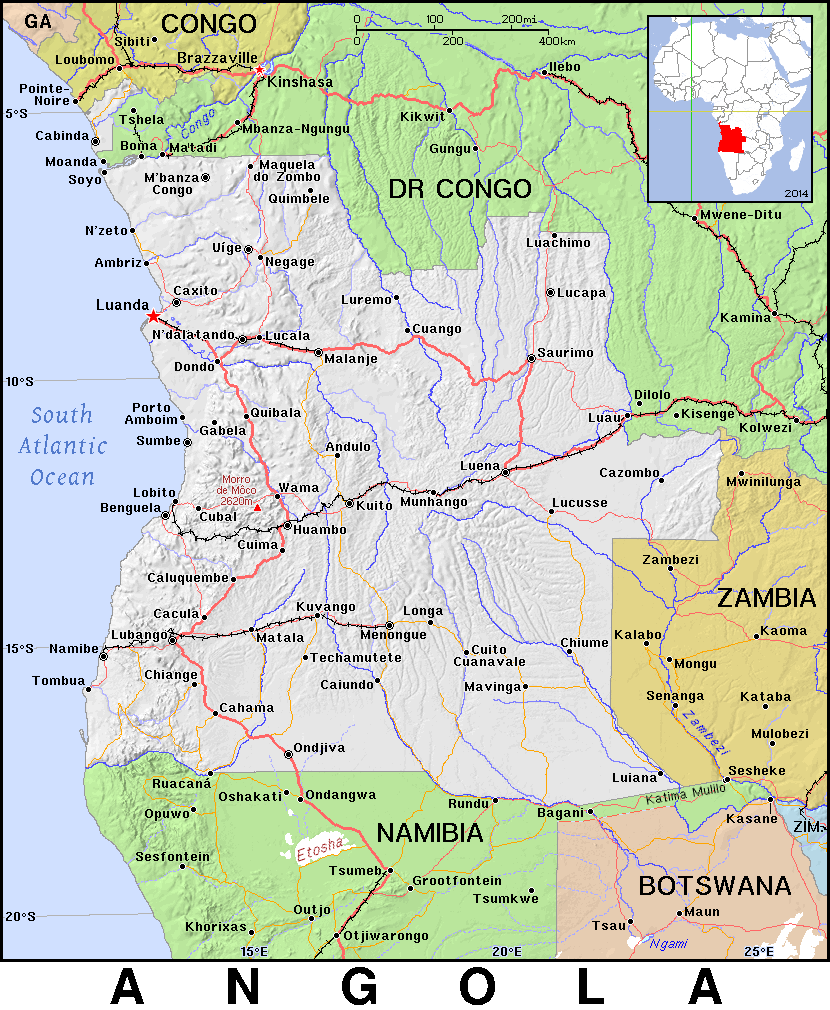 GA
CONGO
0 100 200mi
0 200 400km
Sibiti
Loubomo
Brazzaville
Kinshasa
Ilebo
Pointe-
Noire
5°S
Tshela
Congo
Mbanza-Ngungu
Kikwit
Cabinda
Boma
Matadi
Gungu
Moanda
Soyo
M'banza
Congo
Maquela
do Zombo
Quimbele
DR CONGO
2014
Mwene-Ditu
N'zeto
Uíge
Negage
Luachimo
Ambriz
Caxito
Luremo
Lucapa
Luanda
Kamina
N'dalatando
Lucala
Cuango
Malanje
Saurimo
Dondo
10°S
Porto
Amboim
Quibala
Gabela
Dilolo
Luau
Kisenge
Kolwezi
South
Atlantic
Ocean
Sumbe
Andulo
Luena
Cazombo
Mwinilunga
Morro
de Môco
2620m
Lobito
Benguela
Wama
Cubal
Kuito
Munhango
Lucusse
Huambo
Cuima
Zambezi
Caluquembe
ZAMBIA
Cacula
Kuvango
Longa
Lubango
Matala
Menongue
Kalabo
Kaoma
15°S
Namibe
Techamutete
Cuito
Cuanavale
Chiume
Mongu
Tombua
Chiange
Caiundo
Mavinga
Senanga
Kataba
Cahama
Zambezi
Mulobezi
Ondjiva
Luiana
Sesheke
Ruacaná
Oshakati
Ondangwa
Rundu
Katima Mulilo
Opuwo
Bagani
Kasane
NAMIBIA
ZIM.
Etosha
Sesfontein
Tsumeb
Grootfontein
Tsumkwe
BOTSWANA
20°S
Outjo
Maun
Khorixas
Otjiwarongo
Tsau
Ngami
15°E
20°E
25°E
A N G O L A